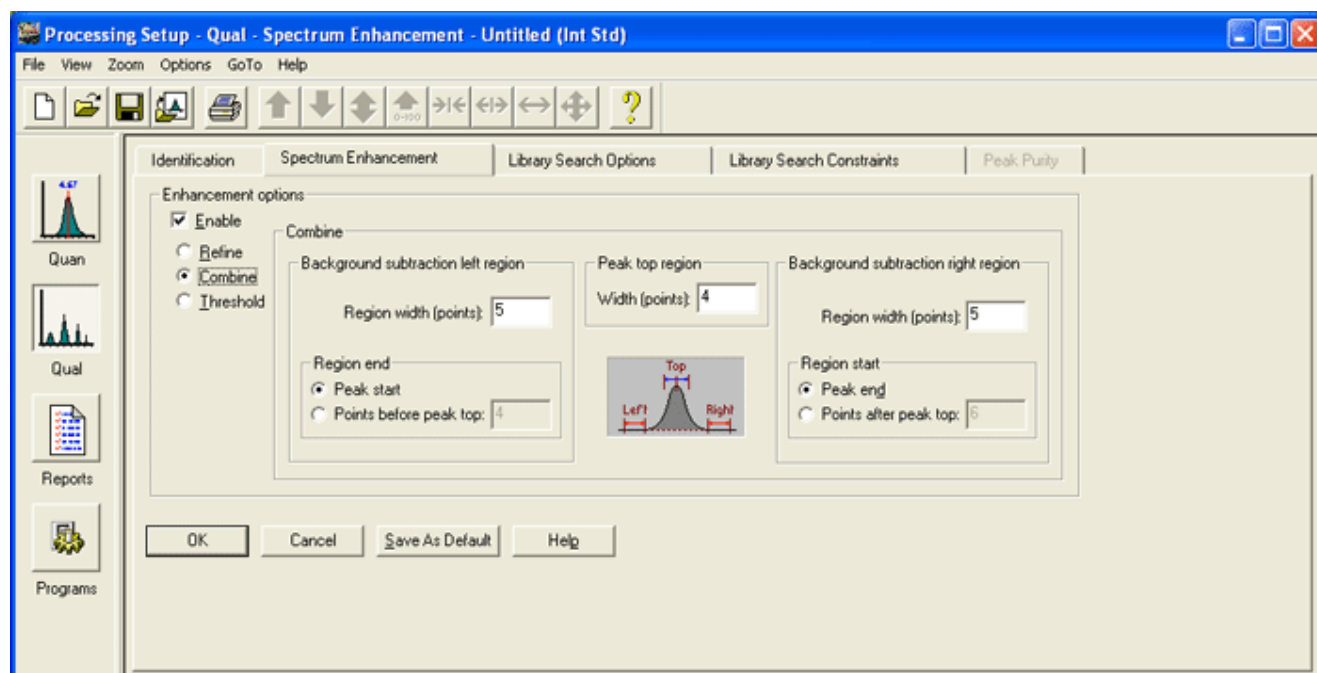 Processing Setup - Qual - Spectrum Enhancement - Untitled (Int Std)
File View Zoom Options GoTo Help
0-100
Identification Spectrum Enhancement Library Search Options Library Search Constraints Peak Purity
Enhancement options
Enable
Refine
Combine
Threshold
Combine
Background subtraction left region
Region width (points): 5
Region end
Peak start
Points before peak top: 4
Peak top region
Width (points): 4
Top
Left Right
Background subtraction right region
Region width (points): 5
Region start
Peak end
Points after peak top: 6
4.67
Quan
Qual
Reports
Programs
OK Cancel Save As Default Help